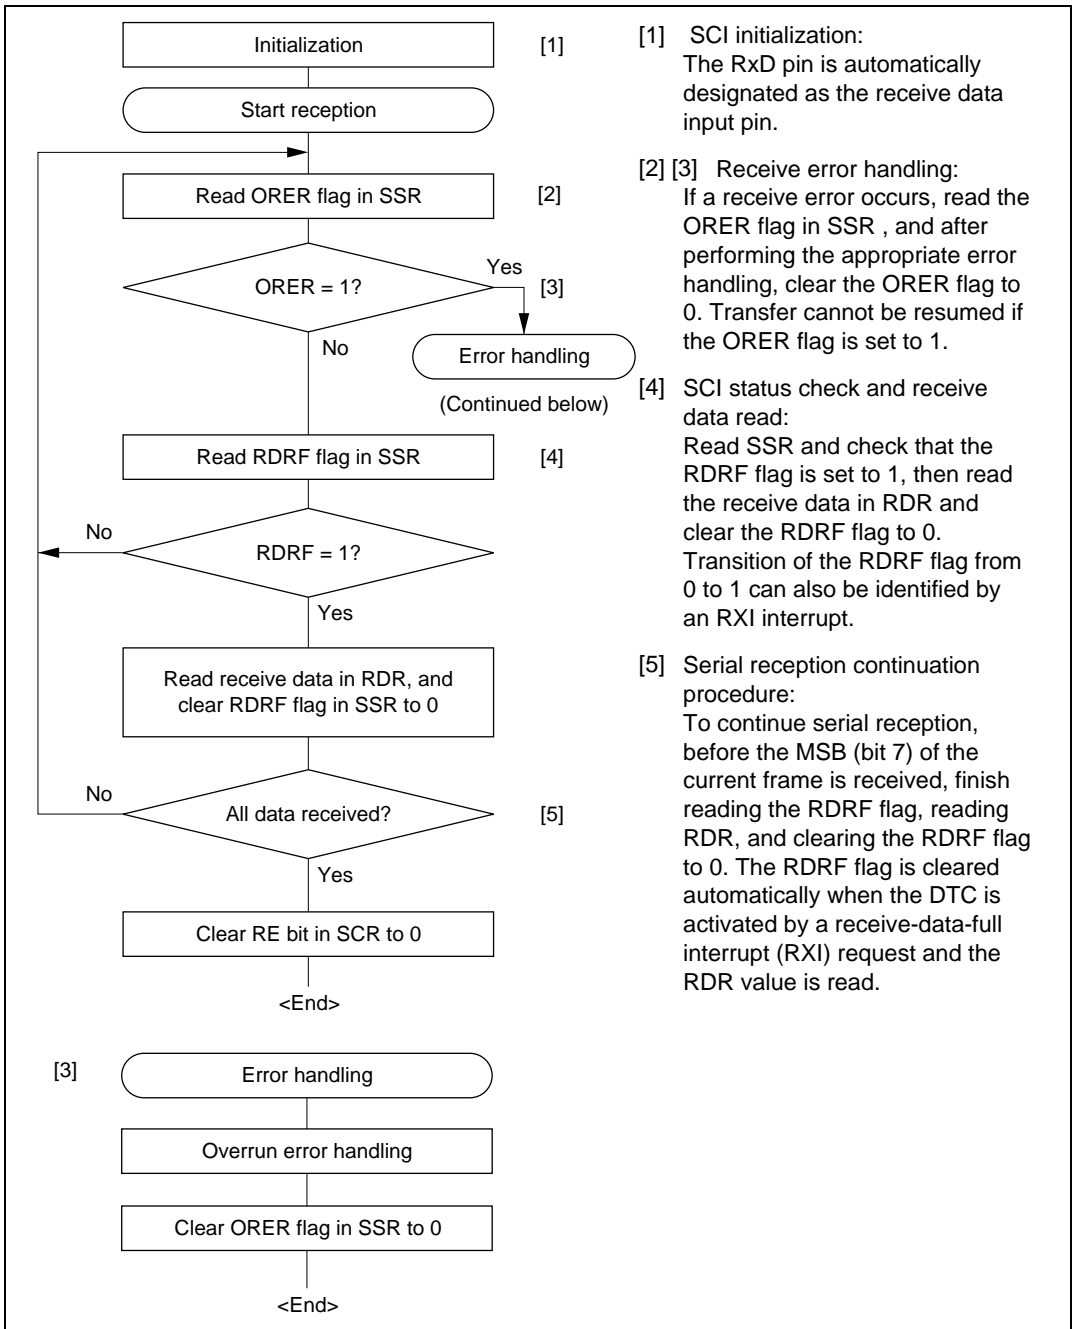 Initialization
[1]
Start reception
Read ORER flag in SSR
[2]
ORER = 1?
Yes
[3]
No
Error handling
(Continued below)
Read RDRF flag in SSR
[4]
No
RDRF = 1?
Yes
Read receive data in RDR, and
clear RDRF flag in SSR to 0
No
All data received?
[5]
Yes
Clear RE bit in SCR to 0
<End>
[3]
Error handling
Overrun error handling
Clear ORER flag in SSR to 0
<End>
[1] SCI initialization:
The RxD pin is automatically
designated as the receive data
input pin.
[2] [3] Receive error handling:
If a receive error occurs, read the
ORER flag in SSR , and after
performing the appropriate error
handling, clear the ORER flag to
0. Transfer cannot be resumed if
the ORER flag is set to 1.
[4] SCI status check and receive
data read:
Read SSR and check that the
RDRF flag is set to 1, then read
the receive data in RDR and
clear the RDRF flag to 0.
Transition of the RDRF flag from
0 to 1 can also be identified by
an RXI interrupt.
[5] Serial reception continuation
procedure:
To continue serial reception,
before the MSB (bit 7) of the
current frame is received, finish
reading the RDRF flag, reading
RDR, and clearing the RDRF flag
to 0. The RDRF flag is cleared
automatically when the DTC is
activated by a receive-data-full
interrupt (RXI) request and the
RDR value is read.